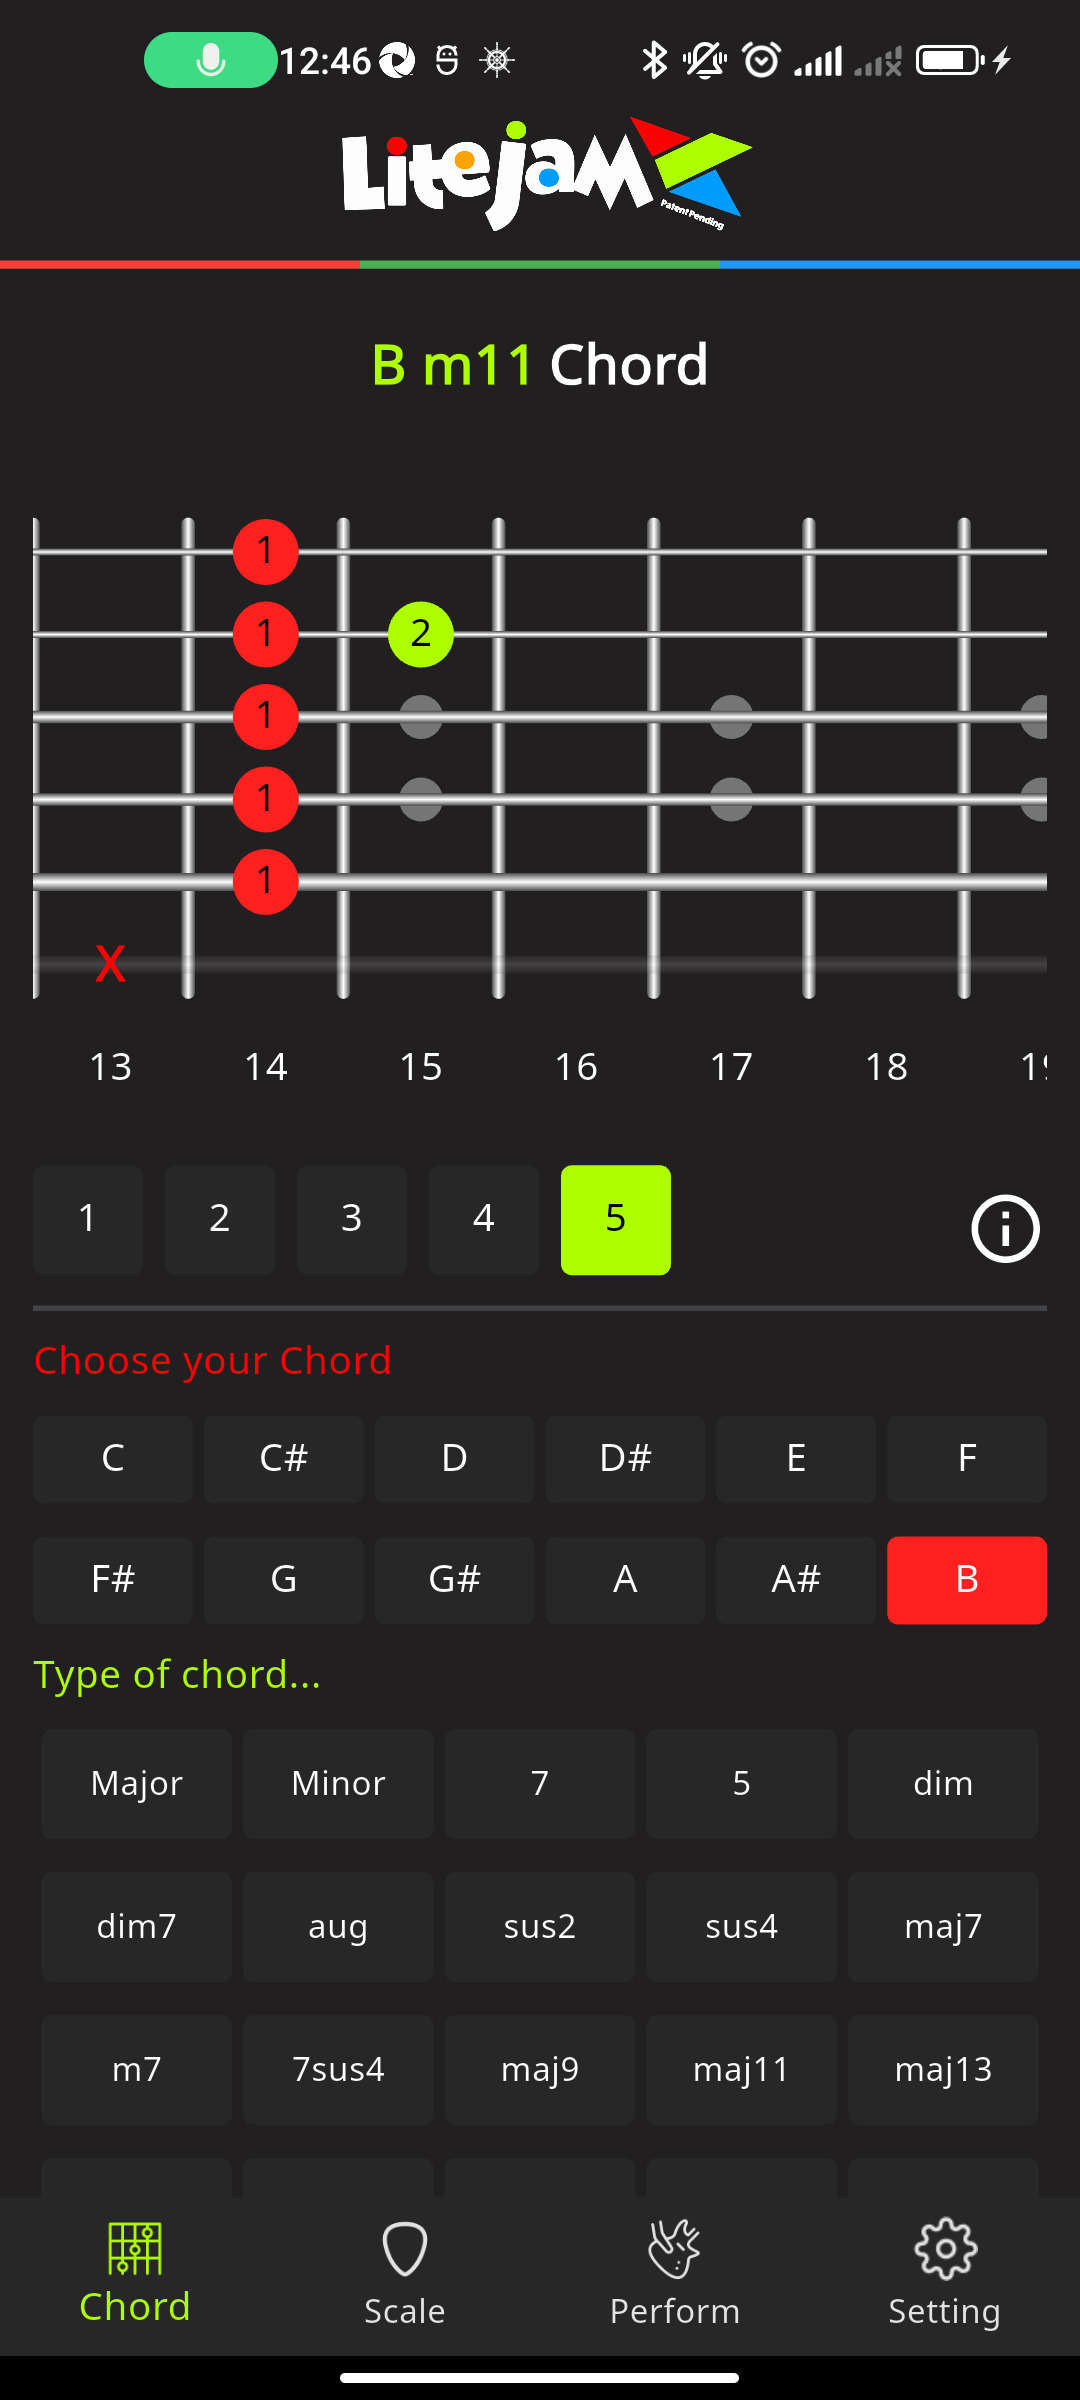 12:46
Litejam
Patent Pending
B m11 Chord
1
1 2
1
1
1
X
13 14 15 16 17 18
1 2 3 4 5
Choose your Chord
C C# D D# E F
F# G G# A A# B
Type of chord...
Major Minor 7 5 dim
dim7 aug sus2 sus4 maj7
m7 7sus4 maj9 maj11 maj13
Chord Scale Perform Setting